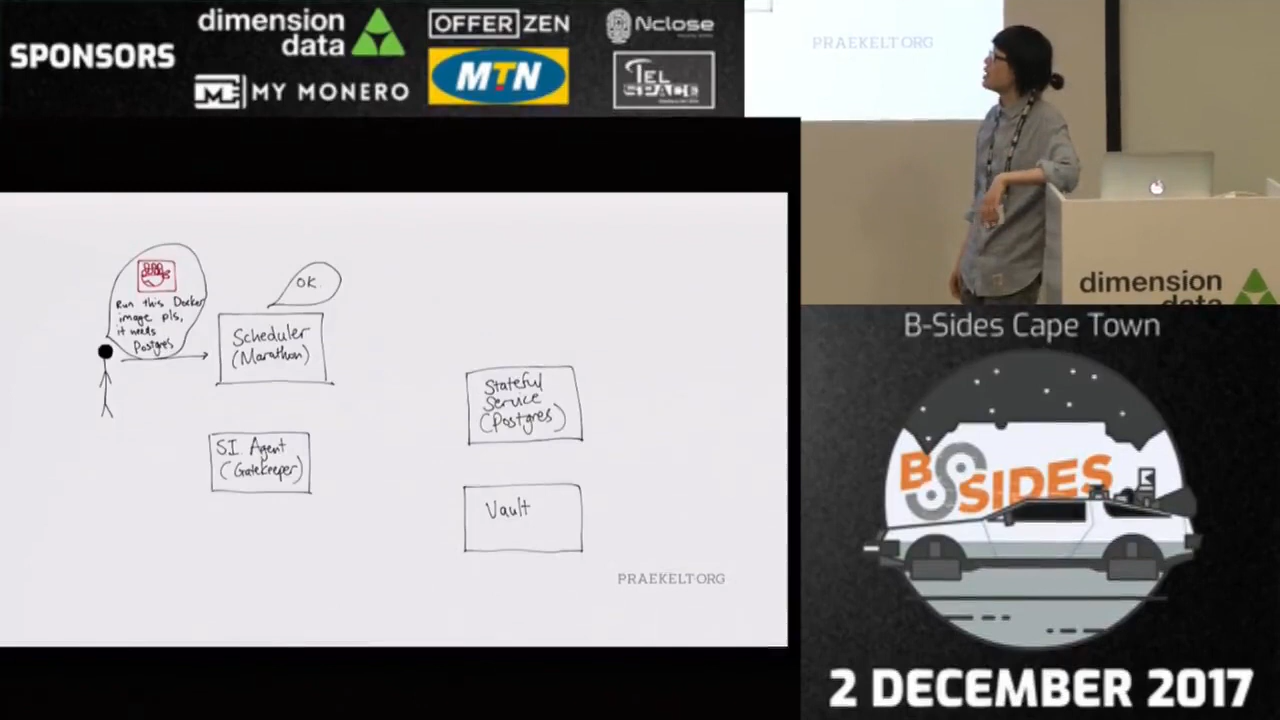 SPONSORS
dimension
data
OFFERZEN
Nclose
MTN
TEL
SPACE
ME MY MONERO
PRAEKELT.ORG
OK.
Run this Docker
image pls,
it needs
Postgres
Scheduler
(Marathon)
Stateful
Service
(Postgres)
S.I. Agent
(Gatekeeper)
Vault
PRAEKELT.ORG
dimension
data
B-Sides Cape Town
BSIDES
2 DECEMBER 2017